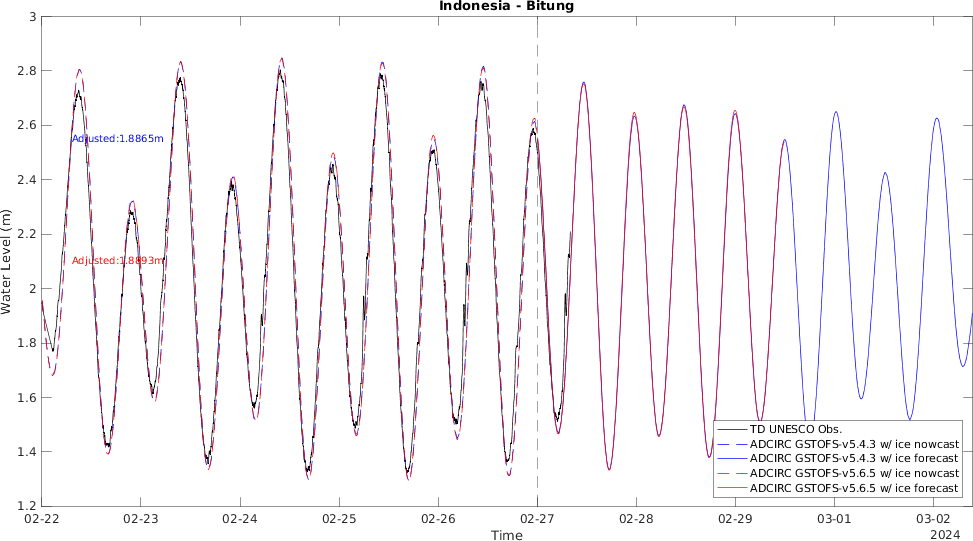 Indonesia - Bitung
3
2.8
2.6
2.4
2.2
2
1.8
1.6
1.4
1.2
Water Level (m)
Adjusted:1.8865m
Adjusted:1.8893m
TD UNESCO Obs.
ADCIRC GSTOFS-v5.4.3 w/ ice nowcast
ADCIRC GSTOFS-v5.4.3 w/ ice forecast
ADCIRC GSTOFS-v5.6.5 w/ ice nowcast
ADCIRC GSTOFS-v5.6.5 w/ ice forecast
02-22 02-23 02-24 02-25 02-26 02-27 02-28 02-29 03-01 03-02
Time
2024